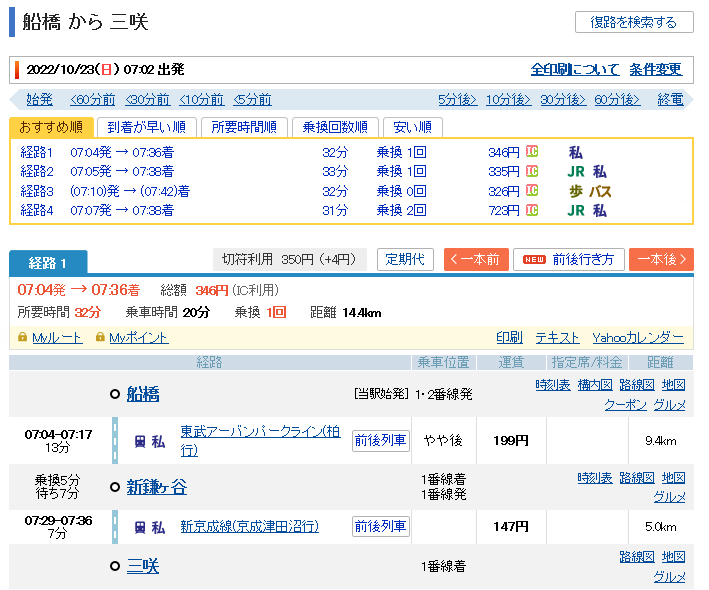 船橋 から 三咲
復路を検索する
2022/10/23(日) 07:02 出発
全印刷について 条件変更
始発 <60分前 <30分前 <10分前 <5分前 5分後> 10分後> 30分後> 60分後> 終電
おすすめ順 到着が早い順 所要時間順 乗換回数順 安い順
経路1 07:04発 → 07:36着 32分 乗換 1回 346円 IC 私
経路2 07:05発 → 07:38着 33分 乗換 1回 335円 IC JR 私
経路3 (07:10)発 → (07:42)着 32分 乗換 0回 326円 IC 歩 バス
経路4 07:07発 → 07:38着 31分 乗換 2回 723円 IC JR 私
経路 1 切符利用 350円 (+4円) 定期代 <一本前 NEW 前後行き方 一本後>
07:04発 → 07:36着 総額 346円 (IC利用)
所要時間 32分 乗車時間 20分 乗換 1回 距離 14.4km
Myルート Myポイント 印刷 テキスト Yahooカレンダー
経路 乗車位置 運賃 指定席/料金 距離
船橋 [当駅始発] 1・2番線発 時刻表 構内図 路線図 地図
クーポン グルメ
07:04-07:17
13分
私 東武アーバンパークライン(柏
行)
前後列車 やや後 199円 9.4km
乗換5分
待ち7分
新鎌ヶ谷
1番線着
1番線発
時刻表 路線図 地図
グルメ
07:29-07:36
7分
私 新京成線(京成津田沼行) 前後列車 147円 5.0km
三咲 1番線着 路線図 地図
グルメ